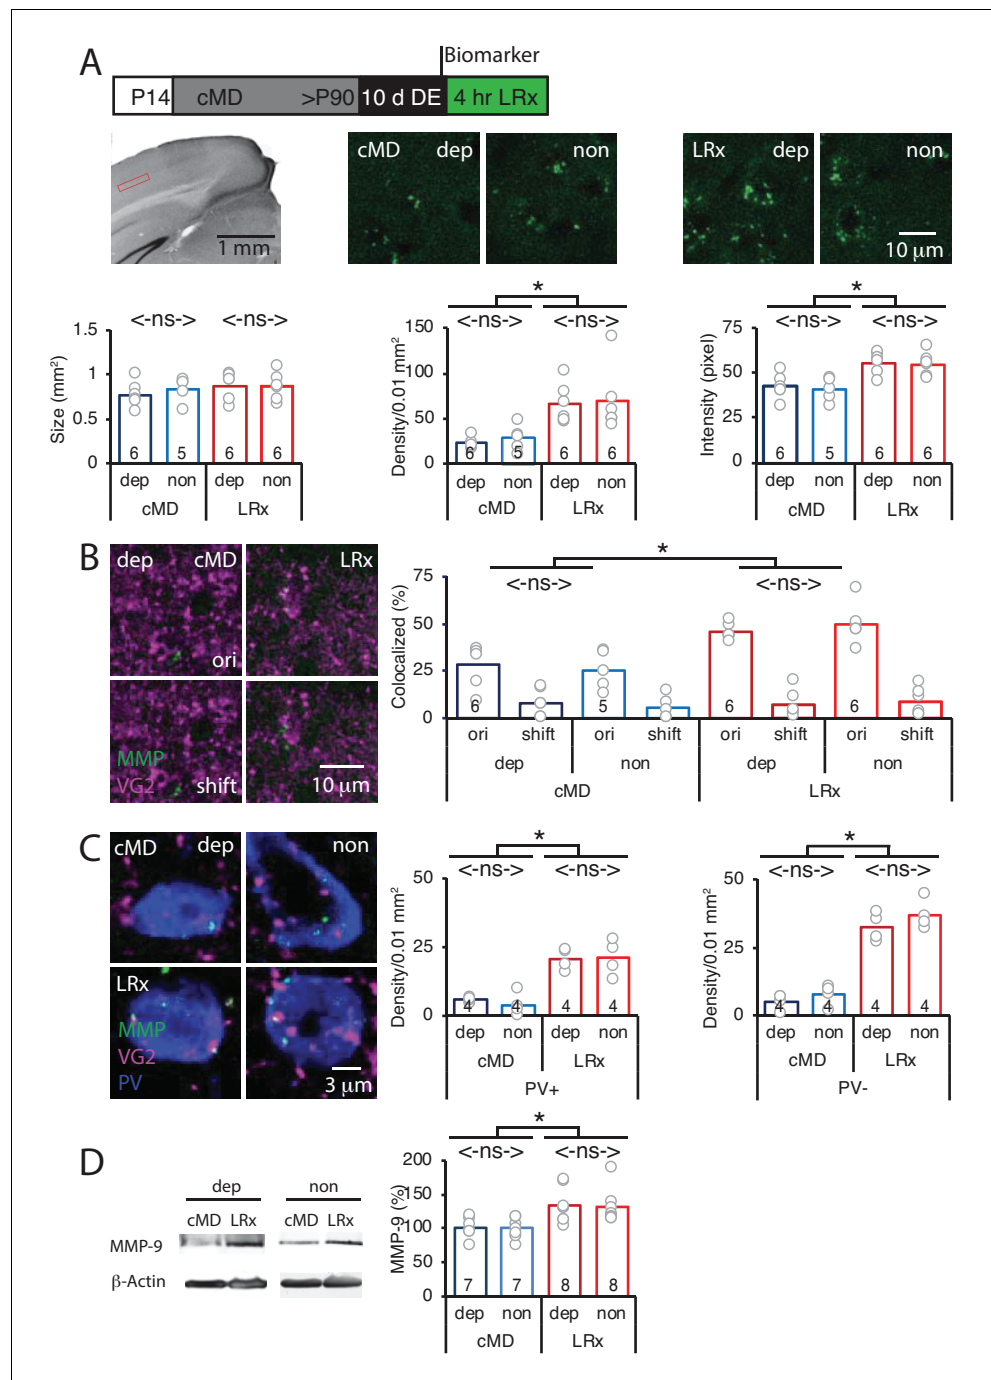 A
Biomarker
P14 cMD >P90 10 d DE 4 hr LRx
1 mm
cMD dep non
LRx dep non
10 µm
<-ns-> <-ns->
Size (mm²)
1.5
1
0.5
0
6 5 6 6
dep non dep non
cMD LRx
*
<-ns-> <-ns->
Density/0.01 mm²
150
100
50
0
6 5 6 6
dep non dep non
cMD LRx
*
<-ns-> <-ns->
Intensity (pixel)
75
50
25
0
6 5 6 6
dep non dep non
cMD LRx
B
dep cMD LRx
ori
MMP
VG2 shift
10 µm
*
<-ns-> <-ns->
Colocalized (%)
75
50
25
0
6 5 6 6
ori shift ori shift ori shift ori shift
dep non dep non
cMD LRx
C
cMD dep non
LRx
MMP
VG2
PV
3 µm
*
<-ns-> <-ns->
Density/0.01 mm²
50
25
0
4 4 4 4
dep non dep non
cMD LRx
PV+
*
<-ns-> <-ns->
Density/0.01 mm²
50
25
0
4 4 4 4
dep non dep non
cMD LRx
PV-
D
dep non
cMD LRx cMD LRx
MMP-9
β-Actin
*
<-ns-> <-ns->
MMP-9 (%)
200
150
100
50
0
7 7 8 8
dep non dep non
cMD LRx